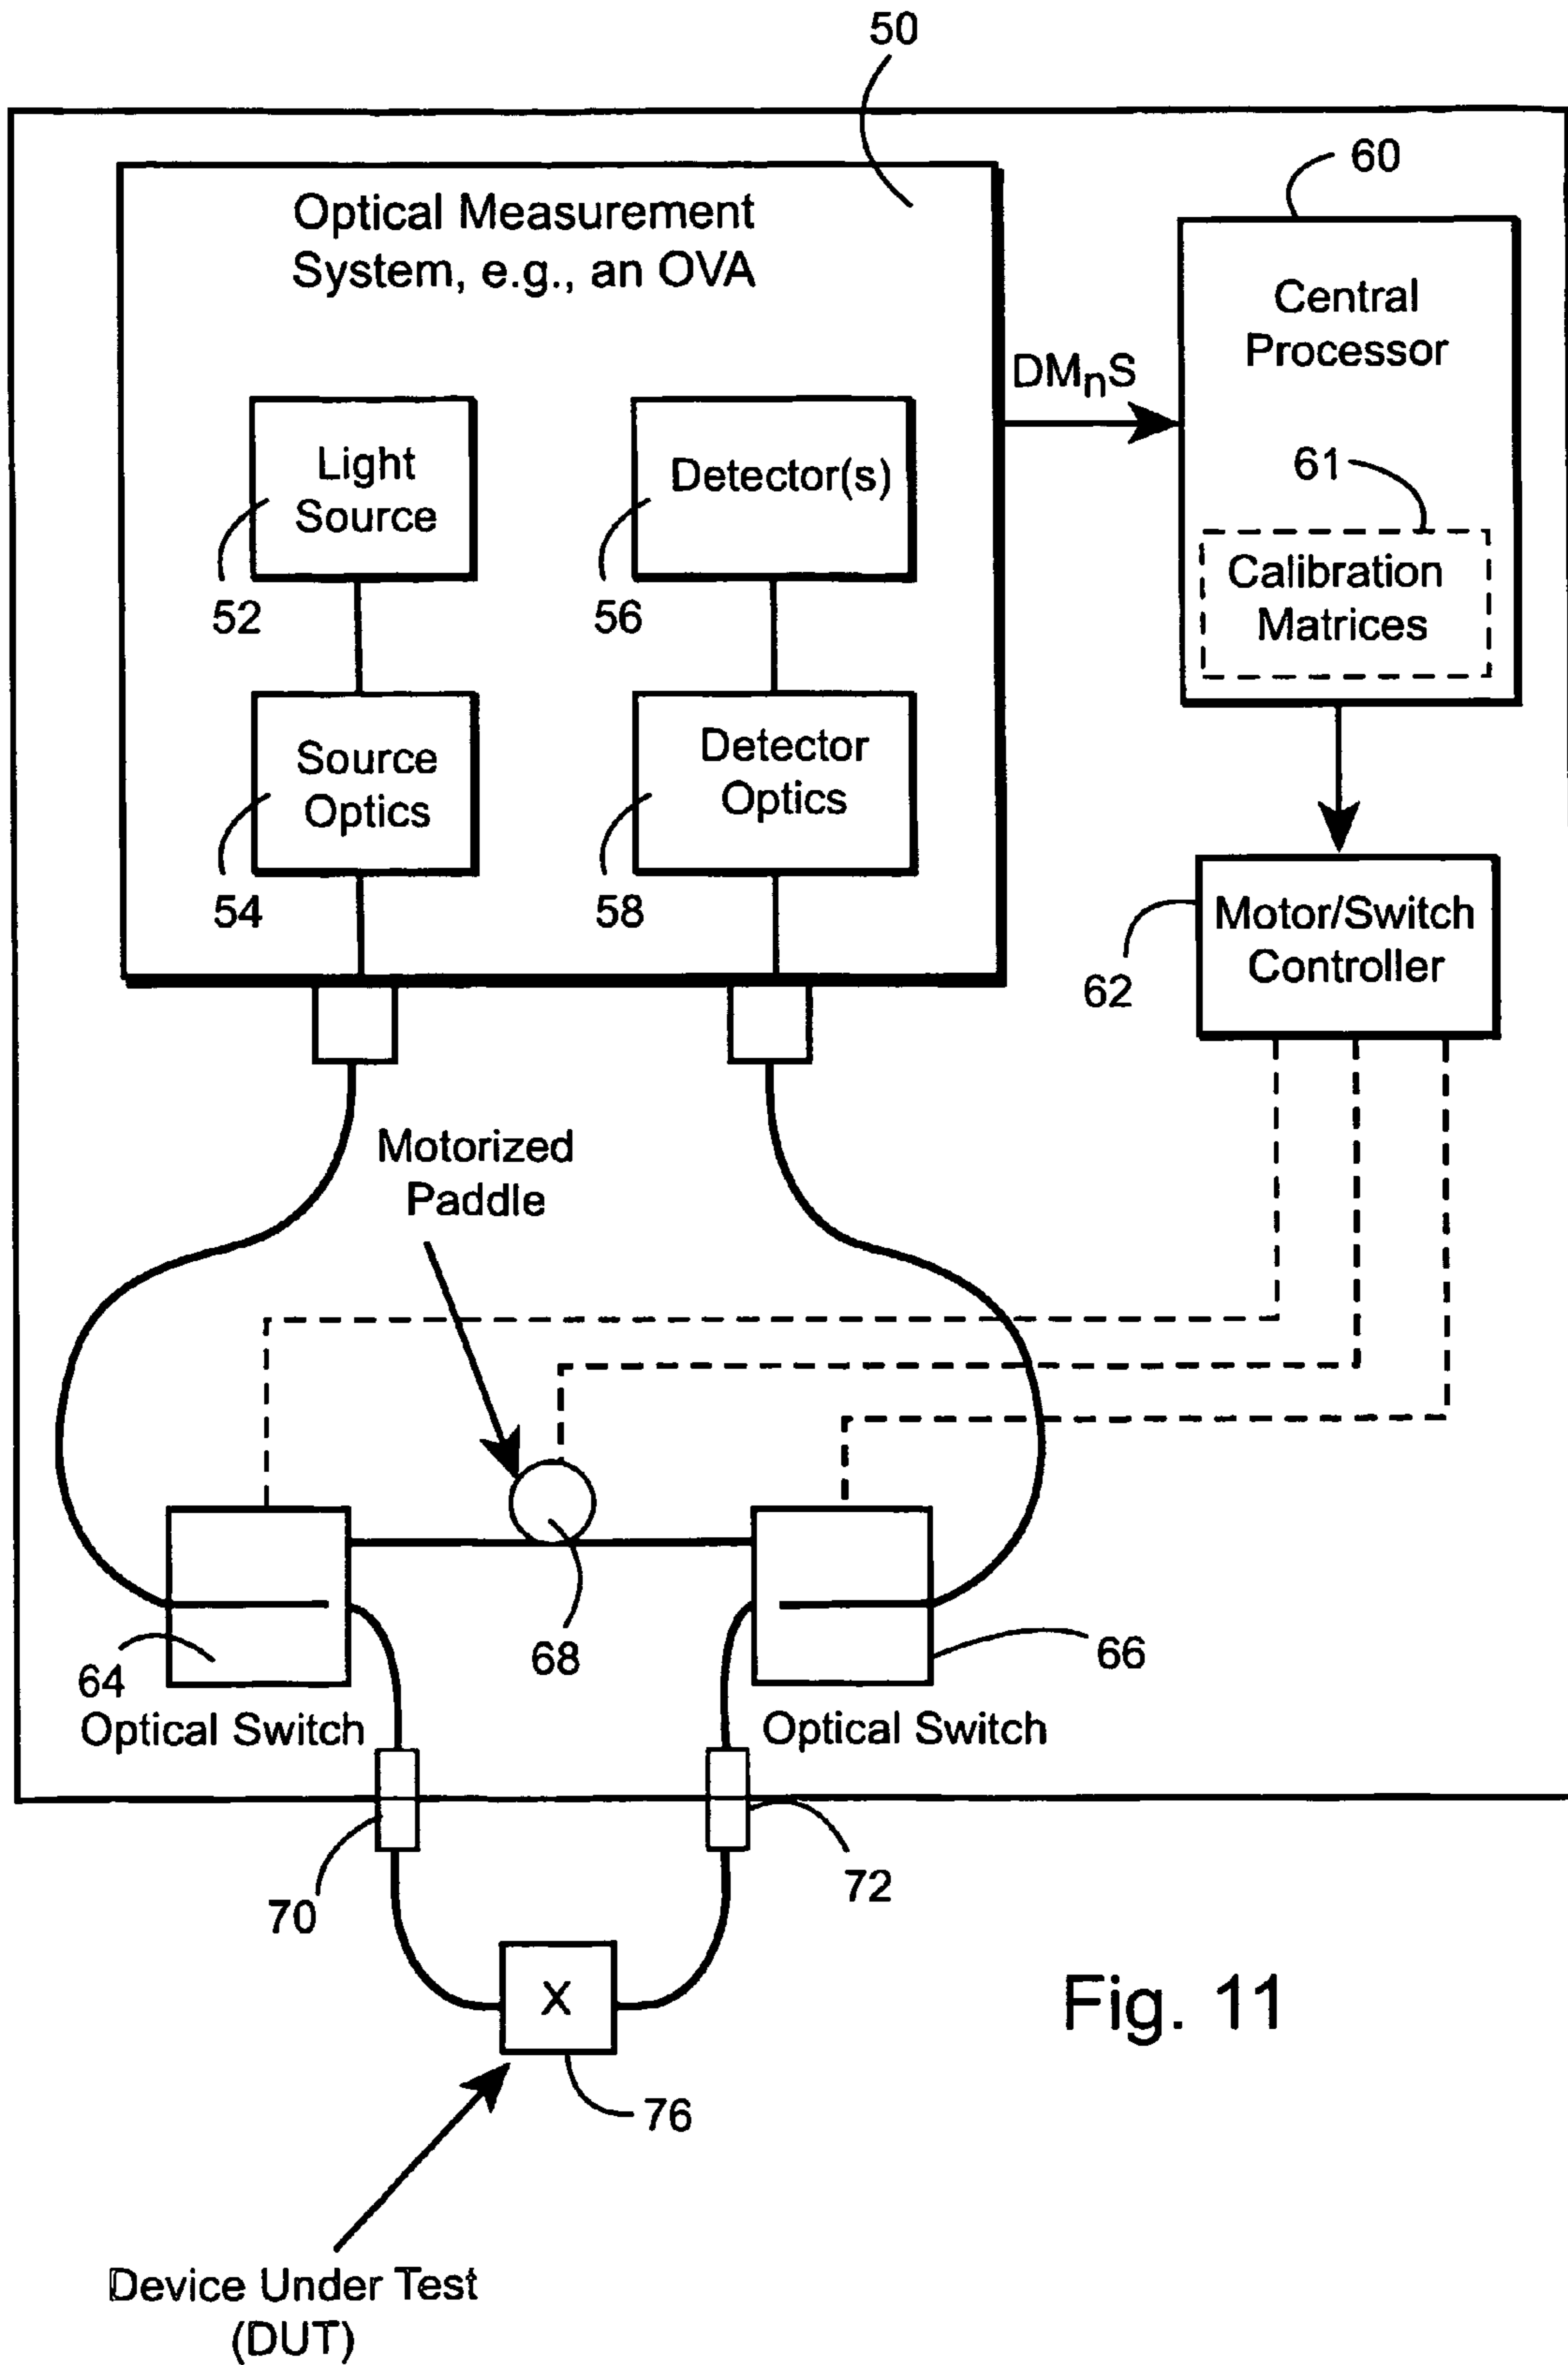 50
60
Optical Measurement
System, e.g., an OVA
Central
Processor
DMnS
61
Light
Source
Detector(s)
Calibration
Matrices
52
56
Source
Optics
Detector
Optics
54
58
Motor/Switch
Controller
62
Motorized
Paddle
68
66
64
Optical Switch
Optical Switch
70
72
X
Fig. 11
76
Device Under Test
(DUT)